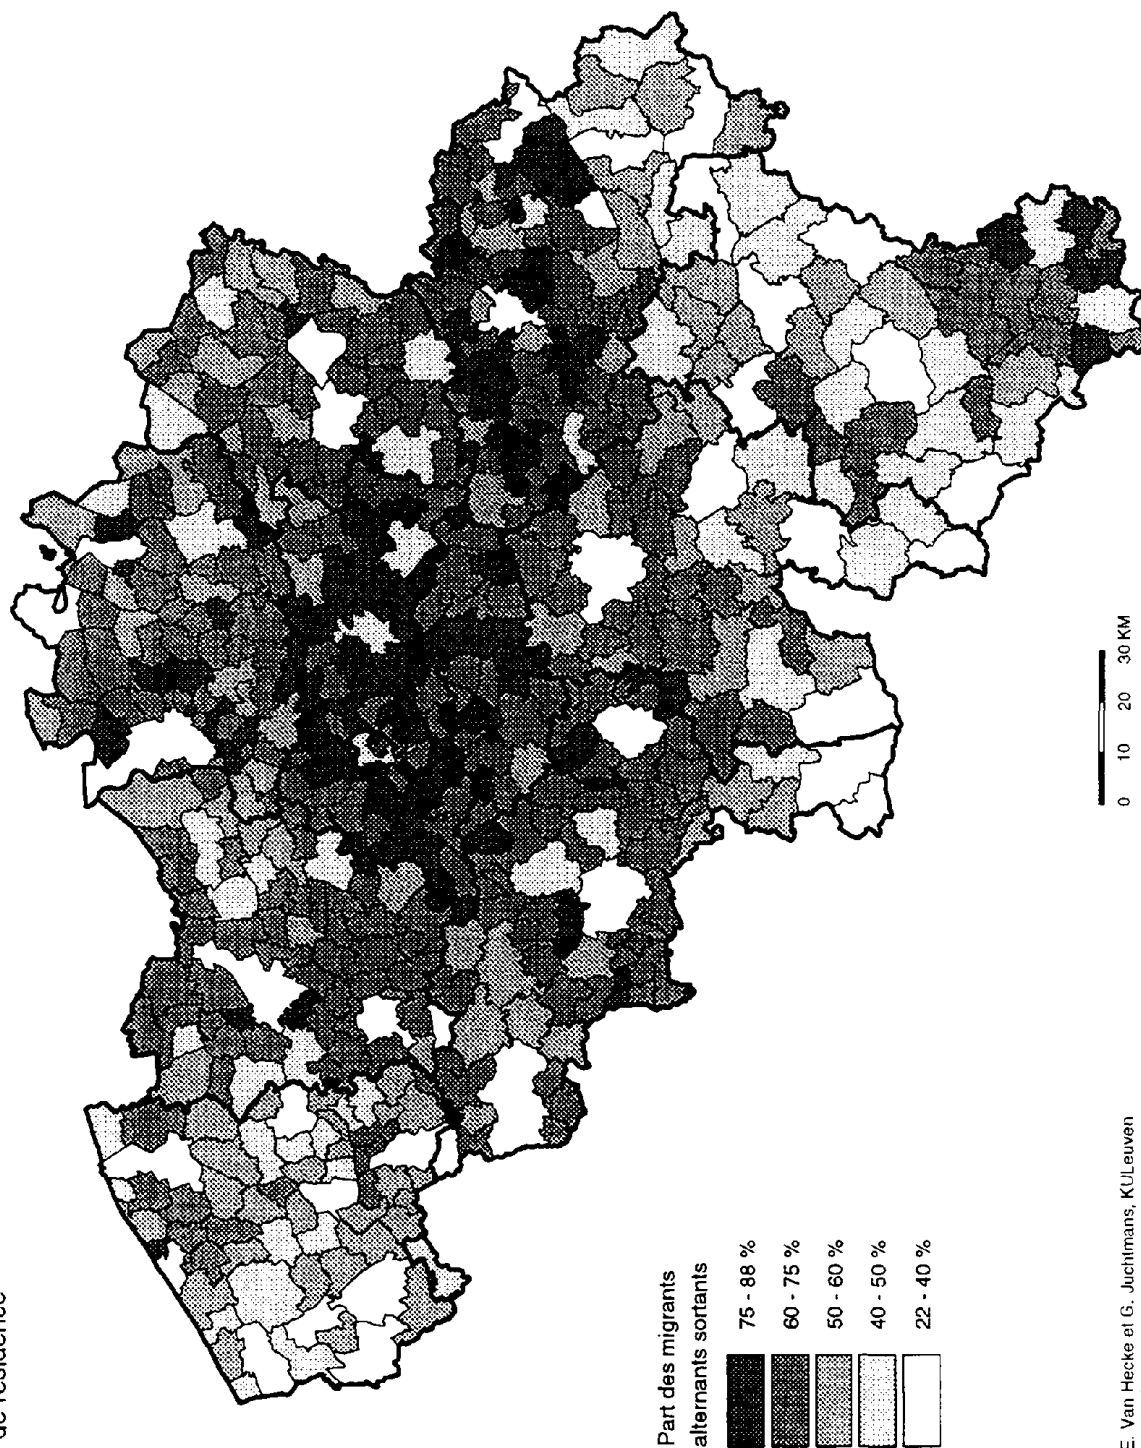 de résidence
Part des migrants
alternants sortants
75 - 88 %
60 - 75 %
50 - 60 %
40 - 50 %
22 - 40 %
0 10 20 30 KM
E. Van Hecke et G. Juchtmans, KULeuven